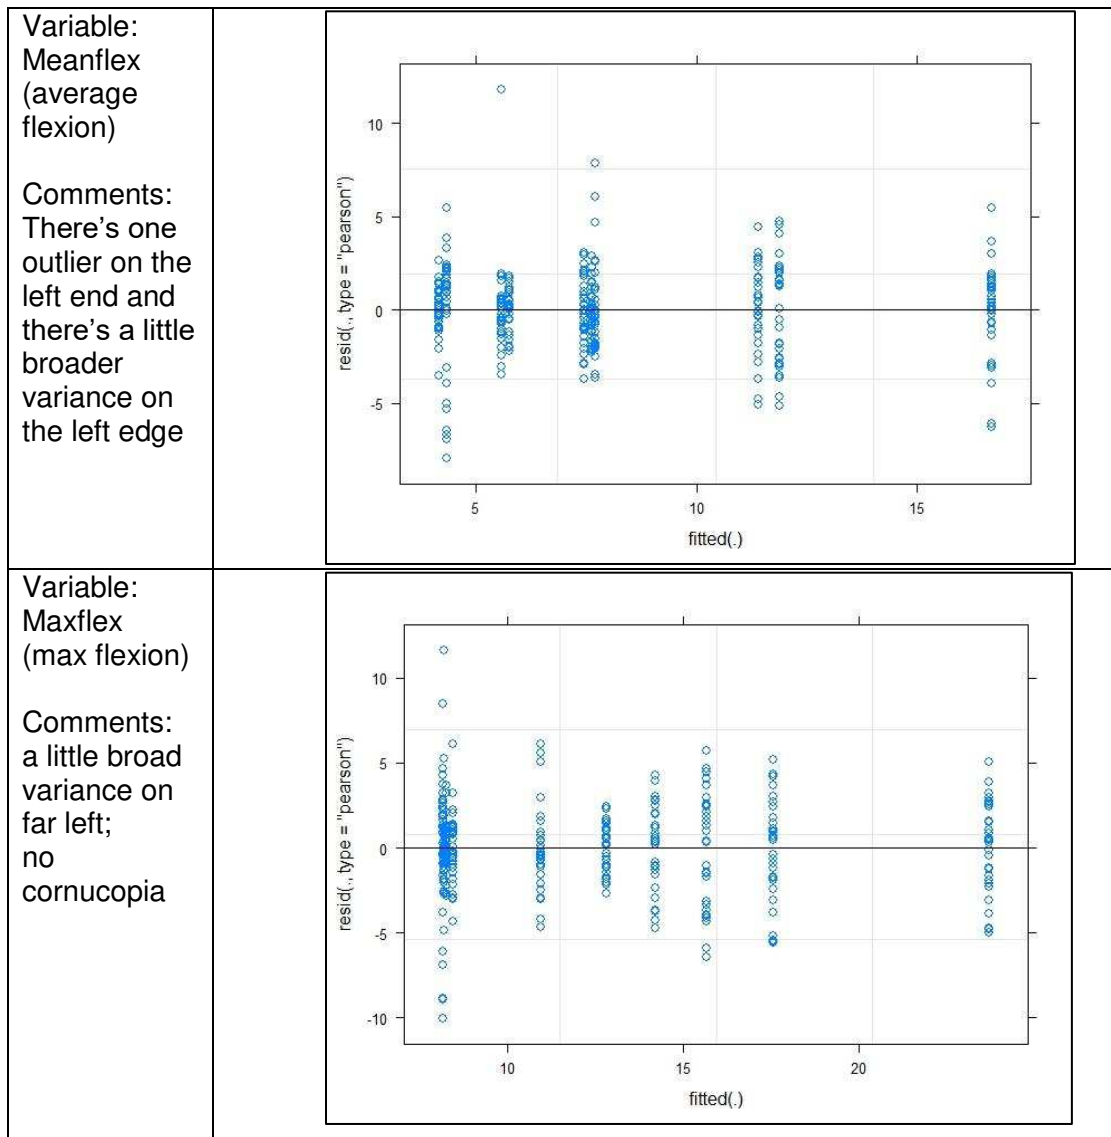 Variable:
Meanflex
(average
flexion)
Comments:
There’s one
outlier on the
left end and
there’s a little
broader
variance on
the left edge
resid(., type = "pearson")
10
5
0
-5
5
10
15
fitted(.)
Variable:
Maxflex
(max flexion)
Comments:
a little broad
variance on
far left;
no
cornucopia
resid(., type = "pearson")
10
5
0
-5
-10
10
15
20
fitted(.)